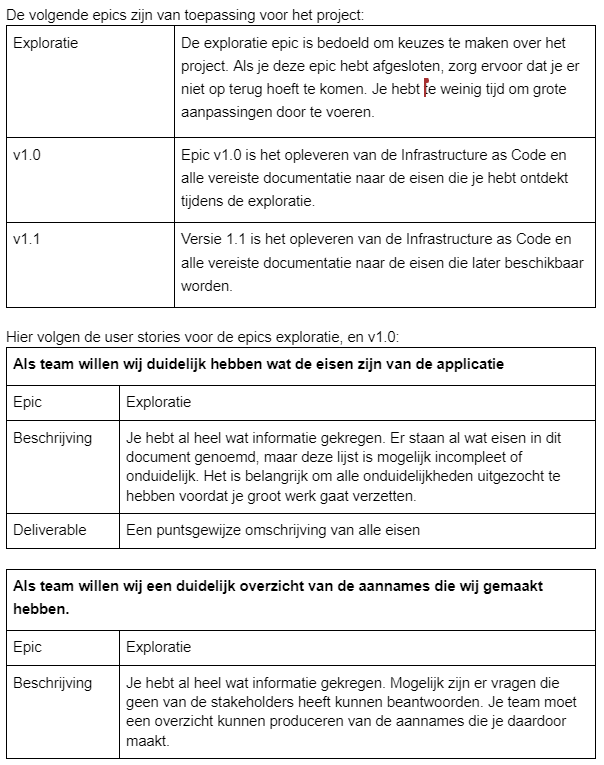 De volgende epics zijn van toepassing voor het project:
Exploratie
De exploratie epic is bedoeld om keuzes te maken over het
project. Als je deze epic hebt afgesloten, zorg ervoor dat je er
niet op terug hoeft te komen. Je hebt te weinig tijd om grote
aanpassingen door te voeren.
v1.0
Epic v1.0 is het opleveren van de Infrastructure as Code en
alle vereiste documentatie naar de eisen die je hebt ontdekt
tijdens de exploratie.
v1.1
Versie 1.1 is het opleveren van de Infrastructure as Code en
alle vereiste documentatie naar de eisen die later beschikbaar
worden.
Hier volgen de user stories voor de epics exploratie, en v1.0:
Als team willen wij duidelijk hebben wat de eisen zijn van de applicatie
Epic
Exploratie
Beschrijving
Je hebt al heel wat informatie gekregen. Er staan al wat eisen in dit
document genoemd, maar deze lijst is mogelijk incompleet of
onduidelijk. Het is belangrijk om alle onduidelijkheden uitgezocht te
hebben voordat je groot werk gaat verzetten.
Deliverable
Een puntsgewijze omschrijving van alle eisen
Als team willen wij een duidelijk overzicht van de aannames die wij gemaakt
hebben.
Epic
Exploratie
Beschrijving
Je hebt al heel wat informatie gekregen. Mogelijk zijn er vragen die
geen van de stakeholders heeft kunnen beantwoorden. Je team moet
een overzicht kunnen produceren van de aannames die je daardoor
maakt.